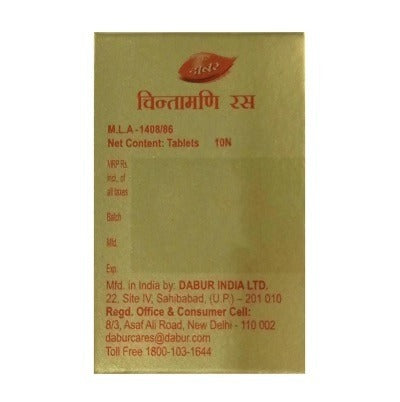 डाबर
चिन्तामणि रस
M.L.A - 1408/86
Net Content: Tablets 10N
MRP Rs.
Incl. of
all taxes
Batch
Mfd.
Exp.
Mfd. in India by: DABUR INDIA LTD.
22, Site IV, Sahibabad, (U.P.) – 201 010
Regd. Office & Consumer Cell:
8/3, Asaf Ali Road, New Delhi - 110 002
daburcares@dabur.com
Toll Free 1800-103-1644